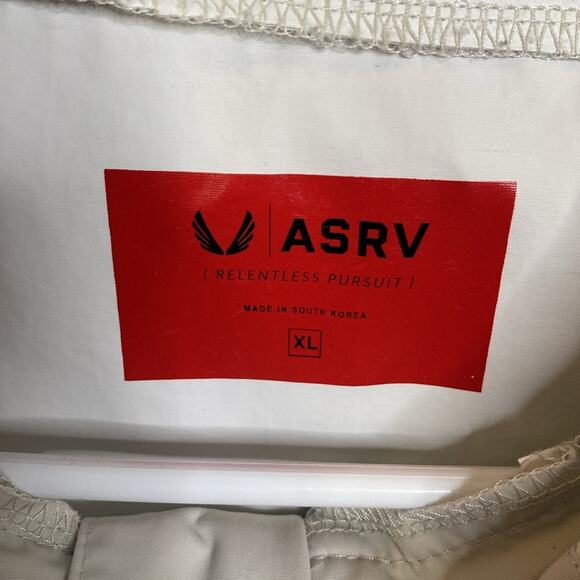 ASRV
[ RELENTLESS PURSUIT ]
MADE IN SOUTH KOREA
XL